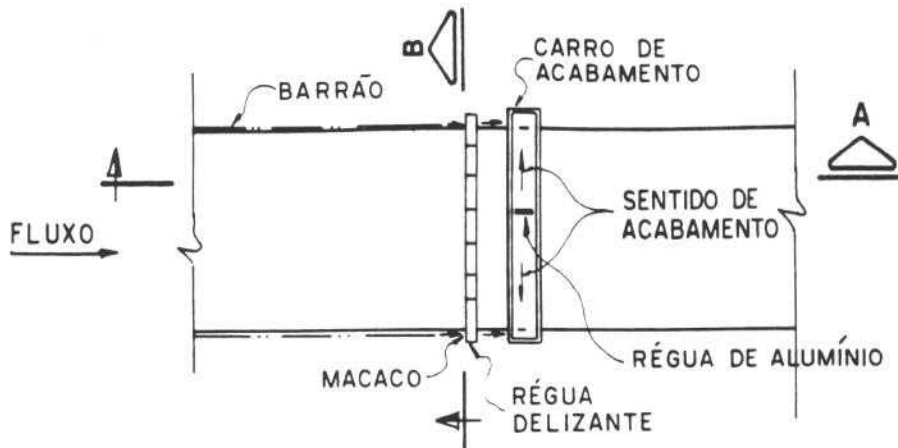 B
CARRO DE
ACABAMENTO
BARRÃO
A
SENTIDO DE
ACABAMENTO
FLUXO
RÉGUA DE ALUMÍNIO
MACACO
RÉGUA
DELIZANTE